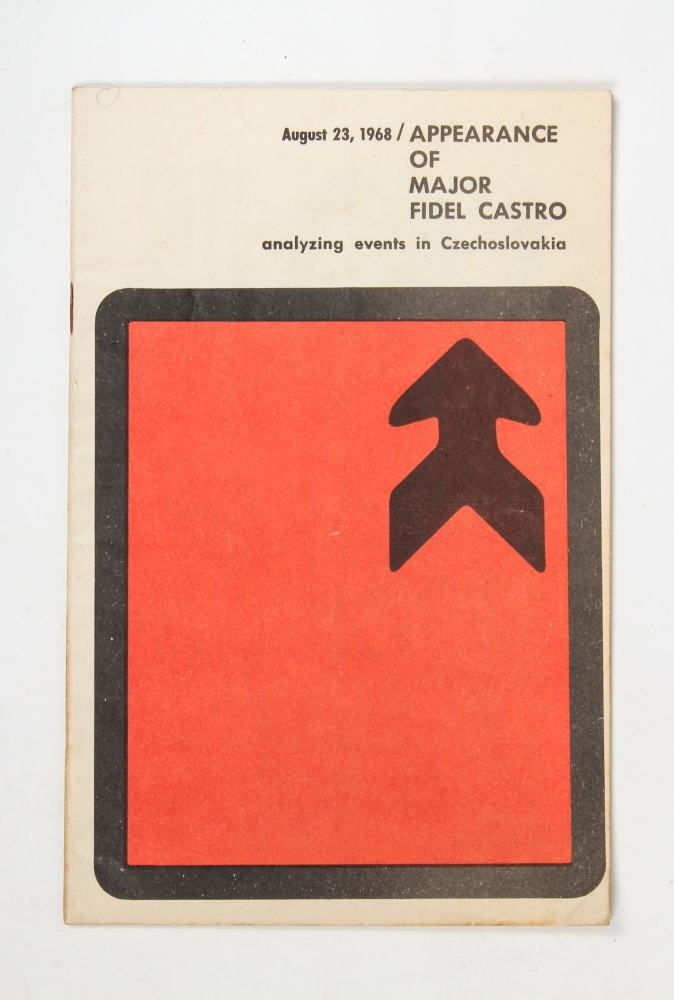 August 23, 1968 / APPEARANCE
OF
MAJOR
FIDEL CASTRO
analyzing events in Czechoslovakia